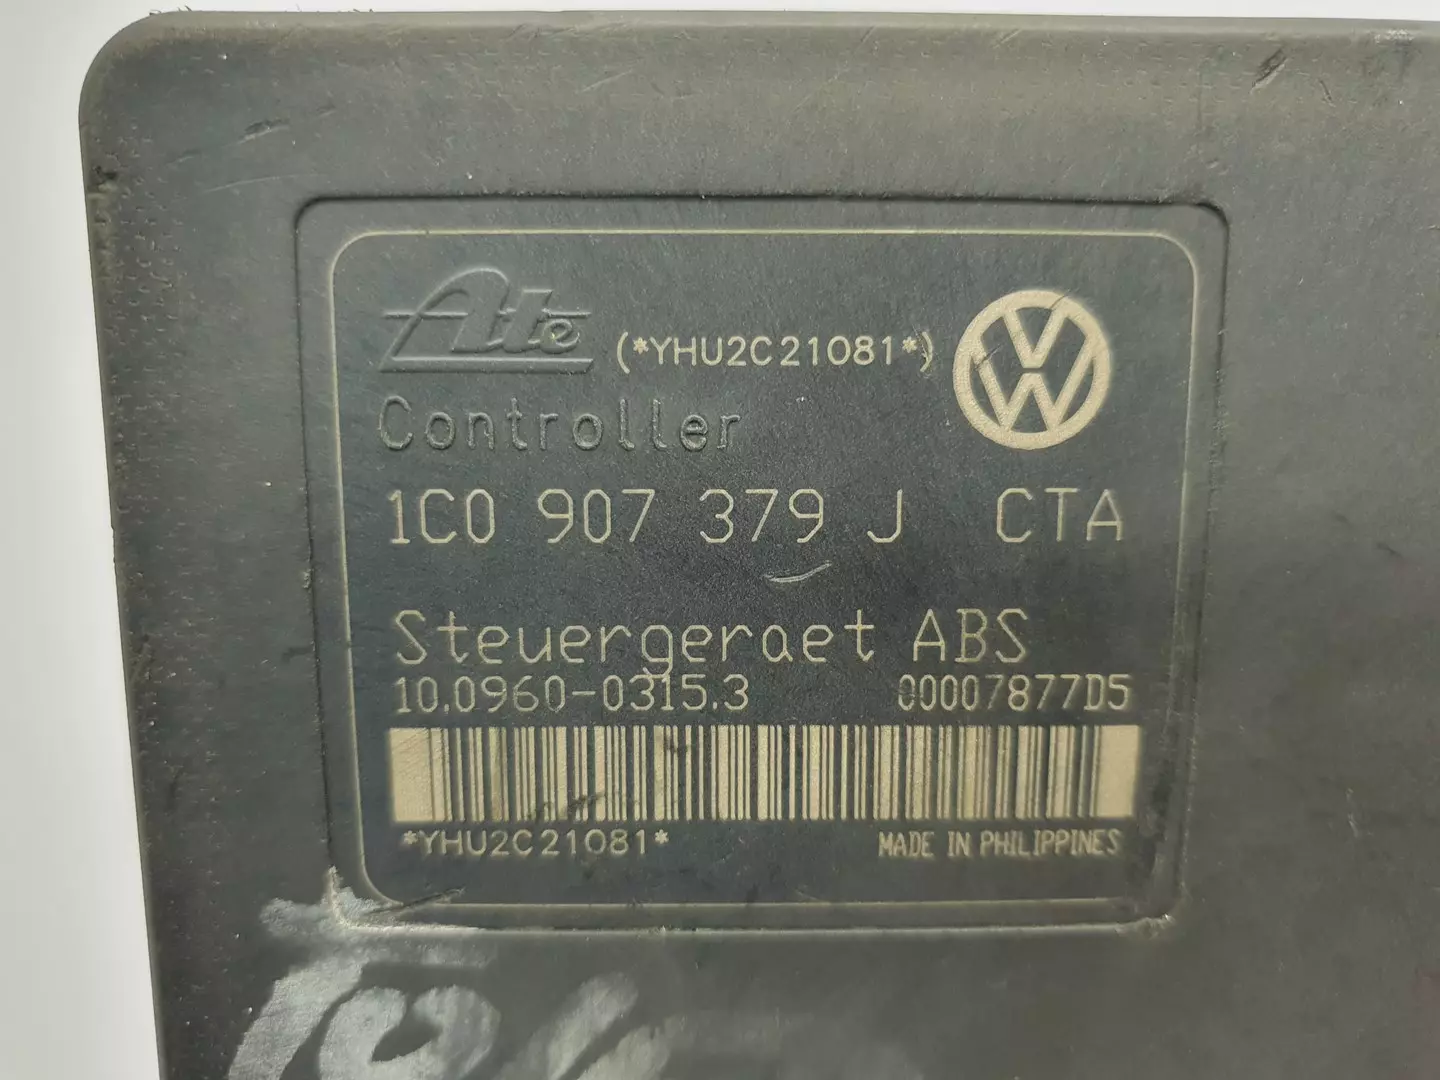 Ate (*YHU2C21081*)
Controller
1C0 907 379 J CTA
Steuergeraet ABS
10.0960-0315.3 00007877D5
*YHU2C21081* MADE IN PHILIPPINES